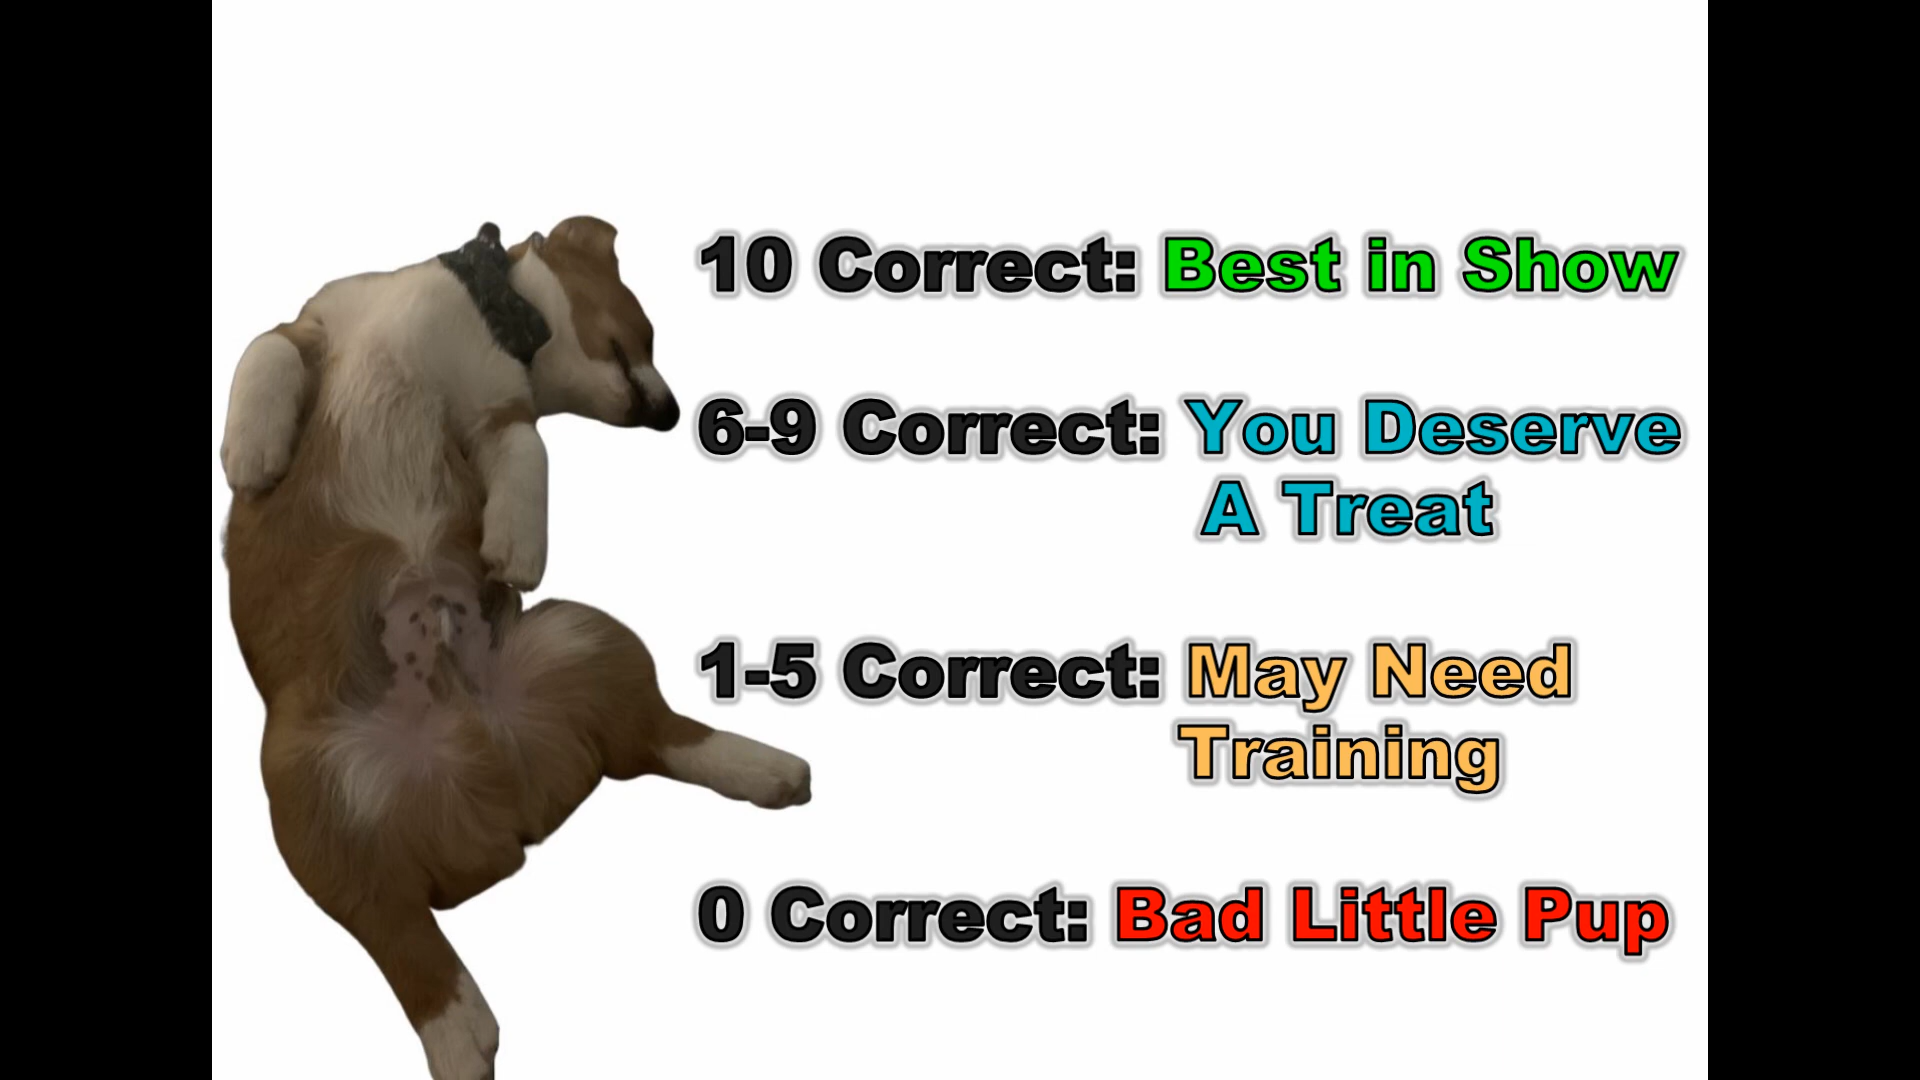 10 Correct: Best in Show
6-9 Correct: You Deserve
A Treat
1-5 Correct: May Need
Training
0 Correct: Bad Little Pup